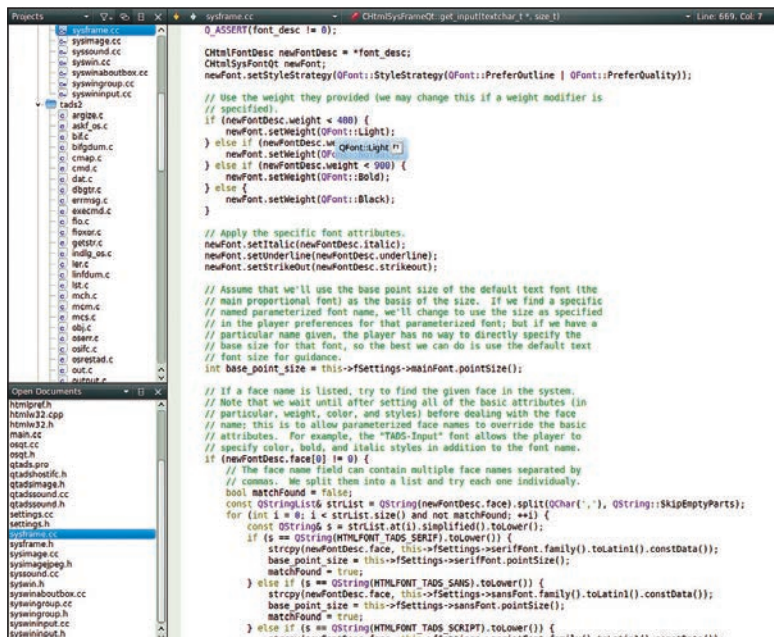 Projects
sysframe.cc
CHtmlSysFrameQt::get_input(textchar_t *, size_t)
Line: 669, Col: 7
sysframe.cc
sysimage.cc
syssound.cc
syswin.cc
syswinaboutbox.cc
syswingroup.cc
syswininput.cc
tads2
argize.c
askf_os.c
bif.c
bifgdum.c
cmap.c
cmd.c
dat.c
dbgtr.c
errmsg.c
execmd.c
fio.c
fioxor.c
getstr.c
indlg_os.c
ler.c
linfdum.c
lst.c
mch.c
mcm.c
mcs.c
obj.c
oserr.c
osifc.c
osrestad.c
out.c
output.c
Open Documents
htmlpref.h
htmlw32.cpp
htmlw32.h
main.cc
osqt.cc
osqt.h
qtads.pro
qtadshostifc.h
qtadsimage.h
qtadssound.cc
qtadssound.h
settings.cc
settings.h
sysframe.cc
sysframe.h
sysimage.cc
sysimagejpeg.h
syssound.cc
syswin.h
syswinaboutbox.cc
syswingroup.cc
syswingroup.h
syswininput.cc
syswininput.h
Q_ASSERT(font_desc != 0);
CHtmlFontDesc newFontDesc = *font_desc;
CHtmlSysFontQt newFont;
newFont.setStyleStrategy(QFont::StyleStrategy(QFont::PreferOutline | QFont::PreferQuality));
// Use the weight they provided (we may change this if a weight modifier is
// specified).
if (newFontDesc.weight < 400) {
newFont.setWeight(QFont::Light);
} else if (newFontDesc.we
QFont::Light F1
newFont.setWeight(QFo
} else if (newFontDesc.weight < 900) {
newFont.setWeight(QFont::Bold);
} else {
newFont.setWeight(QFont::Black);
}
// Apply the specific font attributes.
newFont.setItalic(newFontDesc.italic);
newFont.setUnderline(newFontDesc.underline);
newFont.setStrikeOut(newFontDesc.strikeout);
// Assume that we'll use the base point size of the default text font (the
// main proportional font) as the basis of the size. If we find a specific
// named parameterized font name, we'll change to use the size as specified
// in the player preferences for that parameterized font; but if we have a
// particular name given, the player has no way to directly specify the
// base size for that font, so the best we can do is use the default text
// font size for guidance.
int base_point_size = this->fSettings->mainFont.pointSize();
// If a face name is listed, try to find the given face in the system.
// Note that we wait until after setting all of the basic attributes (in
// particular, weight, color, and styles) before dealing with the face
// name; this is to allow parameterized face names to override the basic
// attributes. For example, the "TADS-Input" font allows the player to
// specify color, bold, and italic styles in addition to the font name.
if (newFontDesc.face[0] != 0) {
// The face name field can contain multiple face names separated by
// commas. We split them into a list and try each one individualy.
bool matchFound = false;
const QStringList& strList = QString(newFontDesc.face).split(QChar(','), QString::SkipEmptyParts);
for (int i = 0; i < strList.size() and not matchFound; ++i) {
const QString& s = strList.at(i).simplified().toLower();
if (s == QString(HTMLFONT_TADS_SERIF).toLower()) {
strcpy(newFontDesc.face, this->fSettings->serifFont.family().toLatin1().constData());
base_point_size = this->fSettings->serifFont.pointSize();
matchFound = true;
} else if (s == QString(HTMLFONT_TADS_SANS).toLower()) {
strcpy(newFontDesc.face, this->fSettings->sansFont.family().toLatin1().constData());
base_point_size = this->fSettings->sansFont.pointSize();
matchFound = true;
} else if (s == QString(HTMLFONT_TADS_SCRIPT).toLower()) {